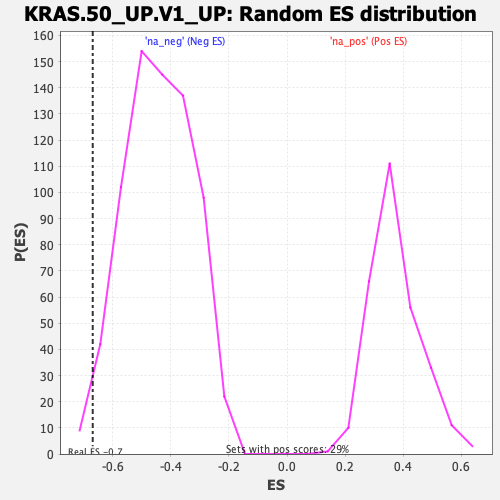 KRAS.50_UP.V1_UP: Random ES distribution
'na_neg' (Neg ES)
'na_pos' (Pos ES)
160
150
140
130
120
110
100
90
80
70
60
50
40
30
20
10
0
P(ES)
Real ES -0.7
Sets with pos scores: 29%
-0.6 -0.4 -0.2 0.0 0.2 0.4 0.6
ES